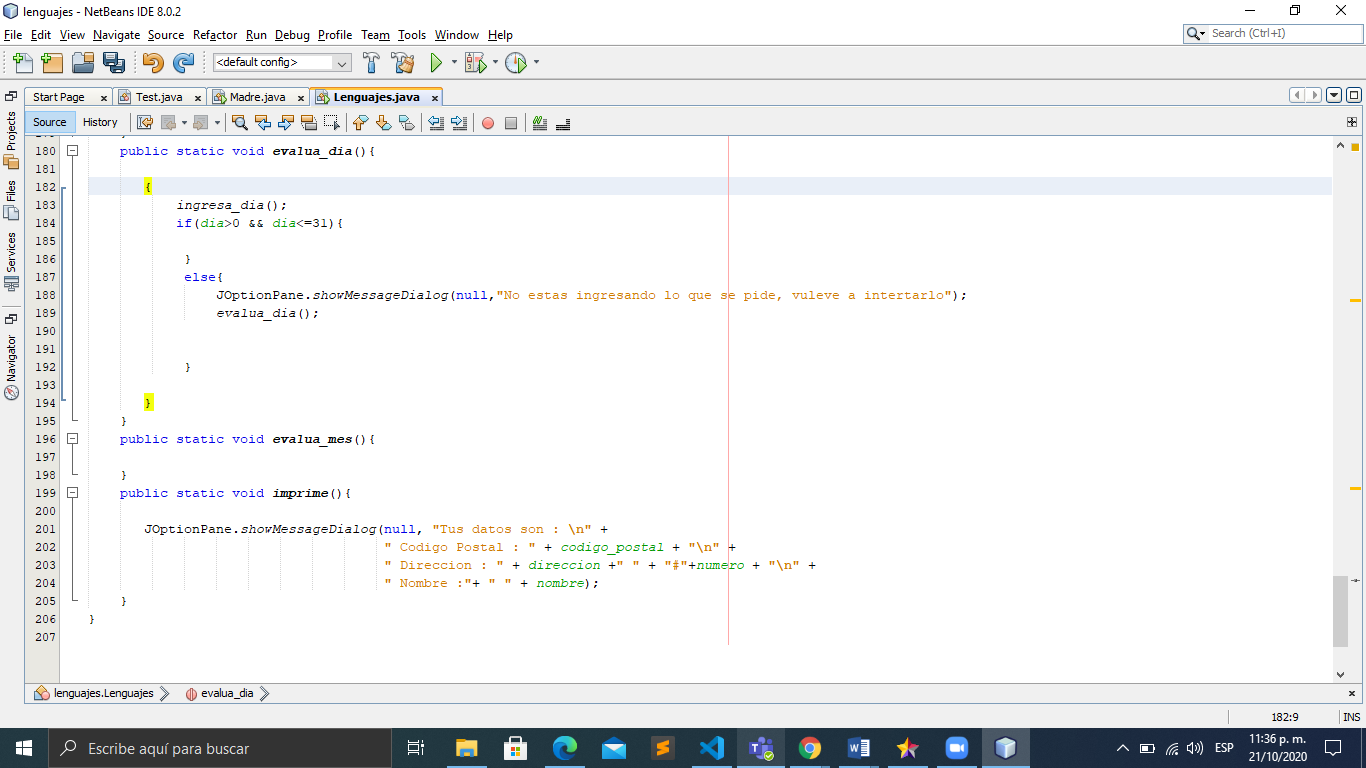 lenguajes - NetBeans IDE 8.0.2
File Edit View Navigate Source Refactor Run Debug Profile Team Tools Window Help
Search (Ctrl+I)
<default config>
Start Page Test.java Madre.java Lenguajes.java
Source History
Projects
Files
Services
Navigator
180 public static void evalua_dia(){
181
182 {
183 ingresa_dia();
184 if(dia>0 && dia<=31){
185
186 }
187 else{
188 JOptionPane.showMessageDialog(null,"No estas ingresando lo que se pide, vuleve a intertarlo");
189 evalua_dia();
190
191
192 }
193
194 }
195 }
196 public static void evalua_mes(){
197
198 }
199 public static void imprime(){
200
201 JOptionPane.showMessageDialog(null, "Tus datos son : \n" +
202 " Codigo Postal : " + codigo_postal + "\n" +
203 " Direccion : " + direccion +" " + "#"+numero + "\n" +
204 " Nombre :"+ " " + nombre);
205 }
206 }
207
lenguajes.Lenguajes evalua_dia
182:9 INS
Escribe aquí para buscar
ESP
11:36 p. m.
21/10/2020